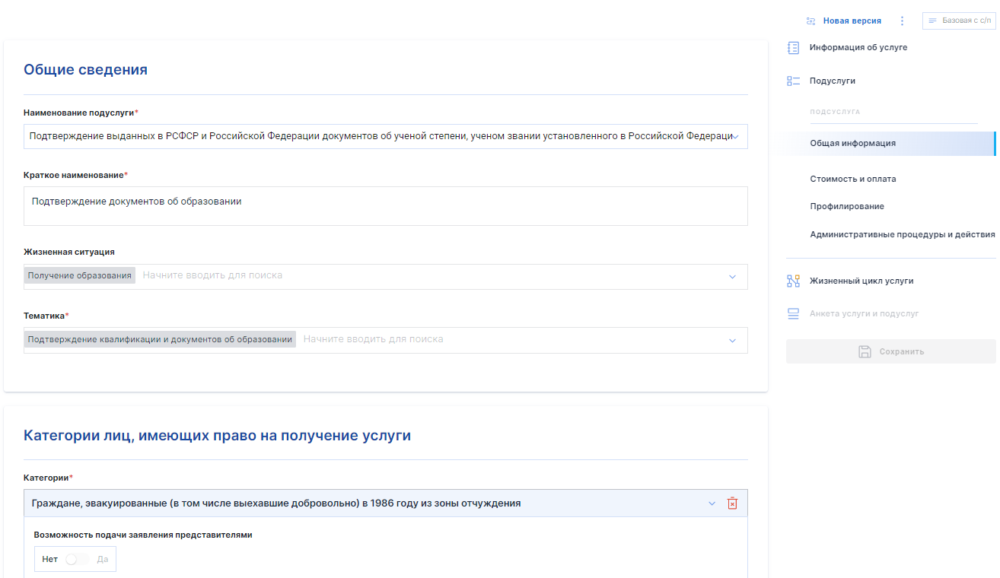 Новая версия
Базовая с с/п
Общие сведения
Наименование подуслуги*
Подтверждение выданных в РСФСР и Российской Федерации документов об ученой степени, ученом звании установленного в Российской Федераци
Краткое наименование*
Подтверждение документов об образовании
Жизненная ситуация
Получение образования Начните вводить для поиска
Тематика*
Подтверждение квалификации и документов об образовании Начните вводить для поиска
Категории лиц, имеющих право на получение услуги
Категории*
Граждане, эвакуированные (в том числе выехавшие добровольно) в 1986 году из зоны отчуждения
Возможность подачи заявления представителями
Нет Да
Информация об услуге
Подуслуги
ПОДСУСЛУГА
Общая информация
Стоимость и оплата
Профилирование
Административные процедуры и действия
Жизненный цикл услуги
Анкета услуги и подуслуг
Сохранить